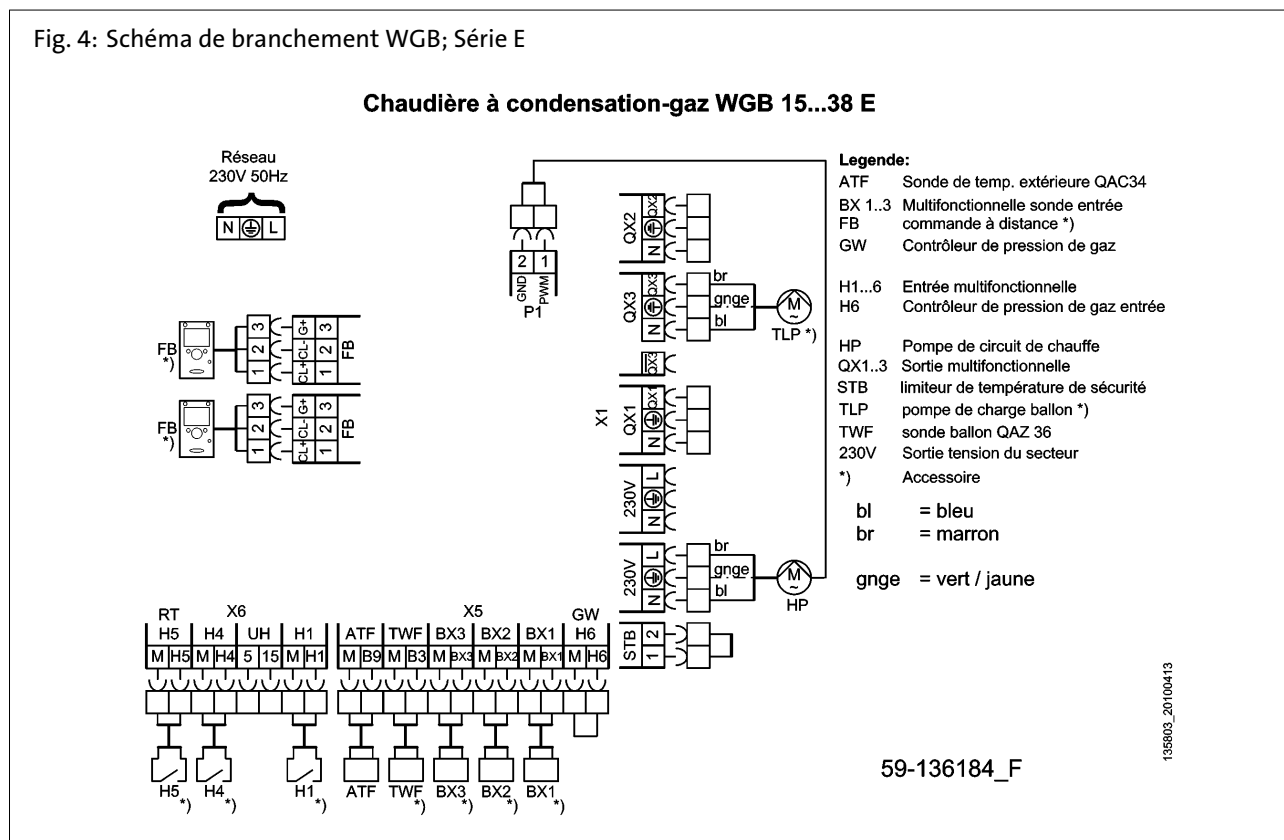 Fig. 4: Schéma de branchement WGB; Série E
Chaudière à condensation-gaz WGB 15...38 E
Réseau
230V 50Hz
N L
2 1
GND PWM
P1
QX2
QX2
N
QX3
QX3
N
br
gnge
bl
M
~
TLP *)
QX3
X1
QX1
QX1
N
230V
L
N
230V
L
N
br
gnge
bl
M
~
HP
STB
2
1
FB
*)
3 G+ 3
2 CL- 2
1 CL+ 1
FB
FB
*)
3 G+ 3
2 CL- 2
1 CL+ 1
FB
Legende:
ATF Sonde de temp. extérieure QAC34
BX 1..3 Multifonctionnelle sonde entrée
FB commande à distance *)
GW Contrôleur de pression de gaz
H1...6 Entrée multifonctionnelle
H6 Contrôleur de pression de gaz entrée
HP Pompe de circuit de chauffe
QX1..3 Sortie multifonctionnelle
STB limiteur de température de sécurité
TLP pompe de charge ballon *)
TWF sonde ballon QAZ 36
230V Sortie tension du secteur
*) Accessoire
bl = bleu
br = marron
gnge = vert / jaune
RT X6 X5 GW
H5 H4 UH H1 ATF TWF BX3 BX2 BX1 H6
M H5 M H4 5 15 M H1 M B9 M B3 M BX3 M BX2 M BX1 M H6
H5 *) H4 *) H1 *) ATF TWF *) BX3 *) BX2 *) BX1 *)
59-136184_F
135803_20100413